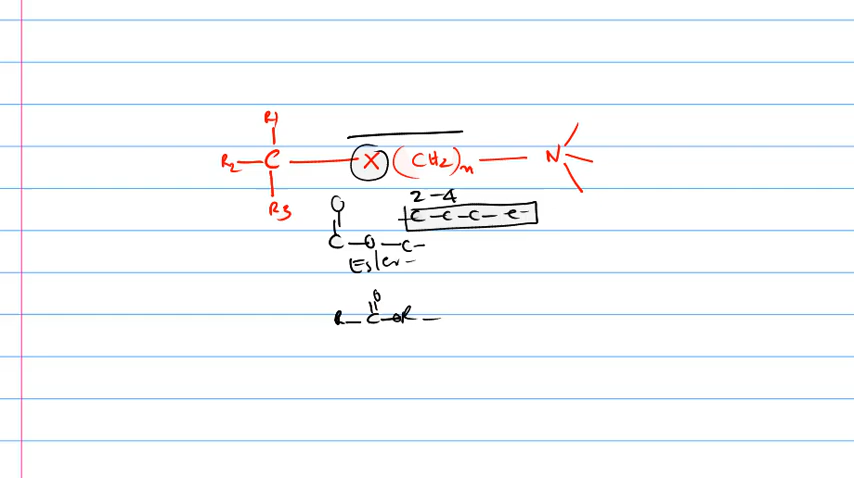 R1
R2—C—X(CH2)n—N
R3
2-4
O
C-C-C-C-
C-O-C-
Ester
O
R-C-OR-